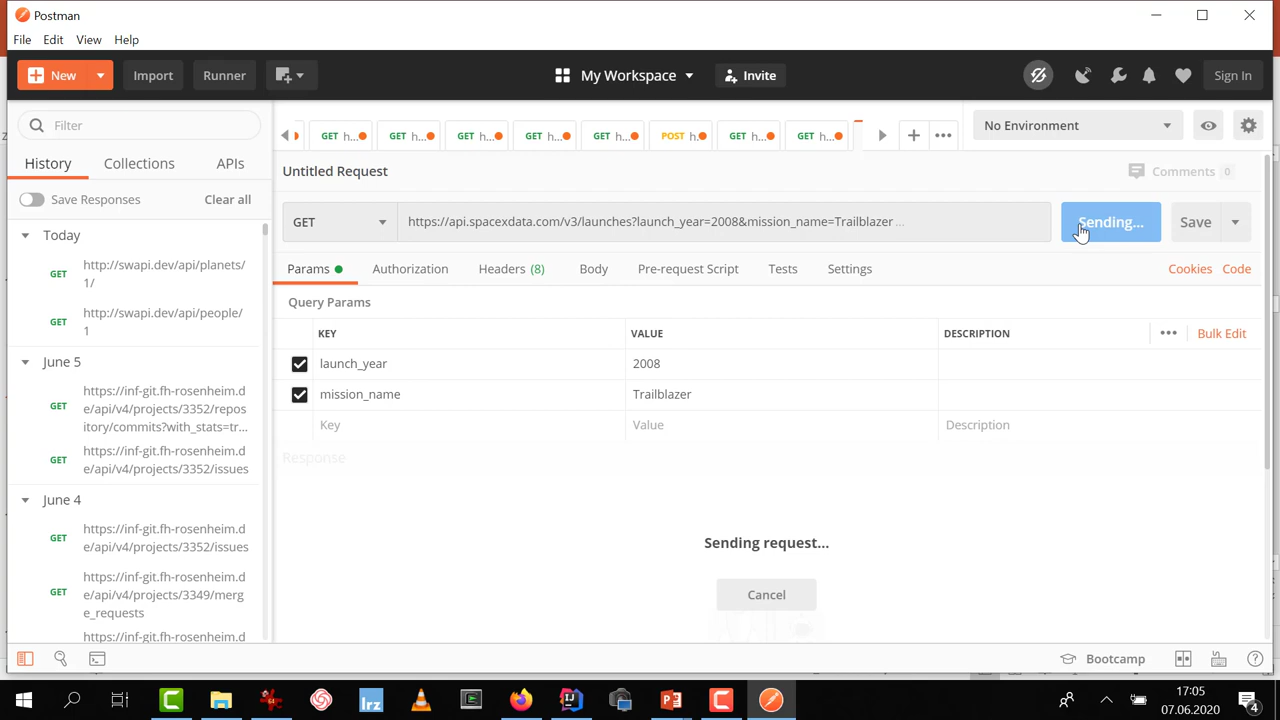 Postman
File Edit View Help
New Import Runner My Workspace Invite Sign In
Filter
GET h... GET h... GET h... GET h... GET h... POST h. GET h... GET h...
No Environment
History Collections APIs
Save Responses Clear all
Today
GET http://swapi.dev/api/planets/
1/
GET http://swapi.dev/api/people/
1
June 5
GET https://inf-git.fh-rosenheim.d
e/api/v4/projects/3352/repos
itory/commits?with_stats=tr...
GET https://inf-git.fh-rosenheim.d
e/api/v4/projects/3352/issues
June 4
GET https://inf-git.fh-rosenheim.d
e/api/v4/projects/3352/issues
GET https://inf-git.fh-rosenheim.d
e/api/v4/projects/3349/merg
e_requests
https://inf-git.fh-rosenheim.d
Untitled Request
Comments 0
GET https://api.spacexdata.com/v3/launches?launch_year=2008&mission_name=Trailblazer ...
Sending... Save
Params Authorization Headers (8) Body Pre-request Script Tests Settings Cookies Code
Query Params
KEY VALUE DESCRIPTION Bulk Edit
launch_year 2008
mission_name Trailblazer
Key Value Description
Response
Sending request...
Cancel
Bootcamp
lrz
17:05
07.06.2020
4